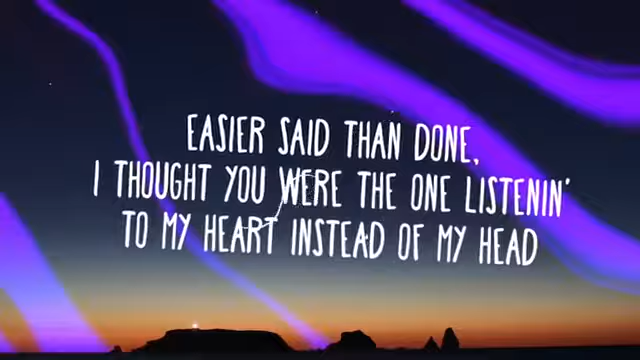 EASIER SAID THAN DONE,
I THOUGHT YOU WERE THE ONE LISTENIN'
TO MY HEART INSTEAD OF MY HEAD